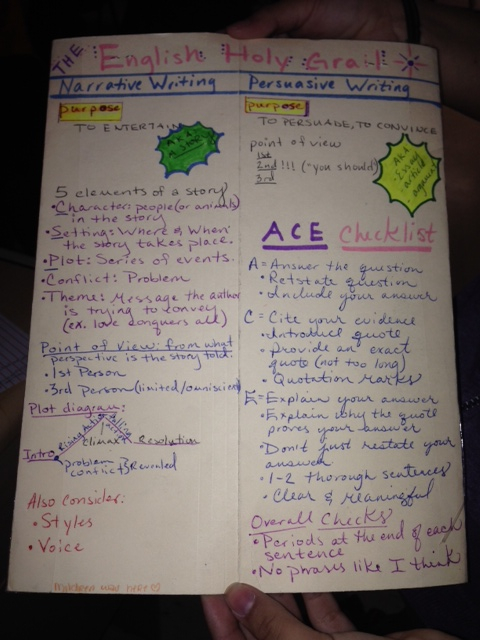 THE English Holy Grail
Narrative Writing
purpose
TO ENTERTAIN
AKA A STORY
5 elements of a story
• Character: people (or animals)
in the story
• Setting: Where & When
the story takes place.
• Plot: Series of events.
• Conflict: Problem
• Theme: Message the author
is trying to convey
(ex. love conquers all)
Point of View: from what
perspective is the story told.
• 1st Person
• 3rd Person (limited/omniscient)
Plot diagram:
Rising Action
Falling Action
Climax
Resolution
Intro
Problem
conflict} Revealed
Also Consider:
• Styles
• Voice
was here
Persuasive Writing
purpose
TO PERSUADE, TO CONVINCE
point of view
1st
2nd !!! ("you should")
3rd
AKA
• Essay
• article
ACE Checklist
A = Answer the question
• Restate question
• Include your answer
C = Cite your evidence
• Introduce quote
• Provide an exact
quote (not too long)
• Quotation marks
E = Explain your answer
• Explain why the quote
proves your answer
• Don't just restate your
answer
• 1-2 thorough sentences
• Clear & Meaningful
Overall Checks
• Periods at the end of each
sentence
• No phrases like I think